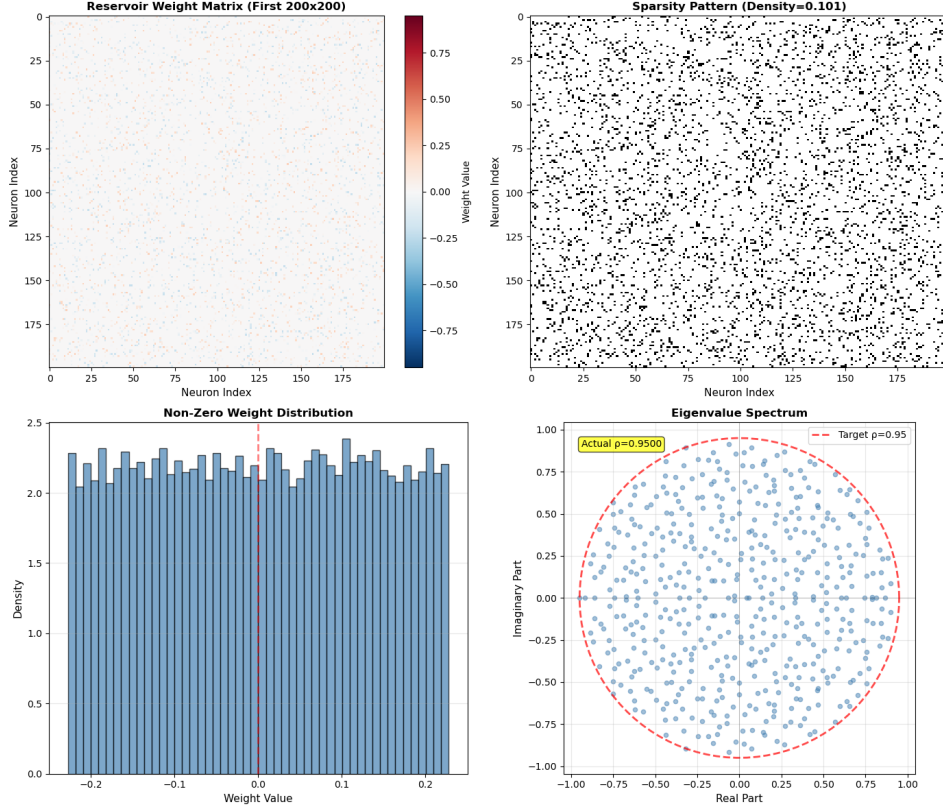 Reservoir Weight Matrix (First 200x200)
0
25
50
75
100
125
150
175
Neuron Index
0 25 50 75 100 125 150 175
Neuron Index
0.75
0.50
0.25
0.00
−0.25
−0.50
−0.75
Weight Value
Sparsity Pattern (Density=0.101)
0
25
50
75
100
125
150
175
Neuron Index
0 25 50 75 100 125 150 175
Neuron Index
Non-Zero Weight Distribution
2.5
2.0
1.5
1.0
0.5
0.0
Density
−0.2 −0.1 0.0 0.1 0.2
Weight Value
Eigenvalue Spectrum
Actual ρ=0.9500
Target ρ=0.95
1.00
0.75
0.50
0.25
0.00
−0.25
−0.50
−0.75
−1.00
Imaginary Part
−1.00 −0.75 −0.50 −0.25 0.00 0.25 0.50 0.75 1.00
Real Part